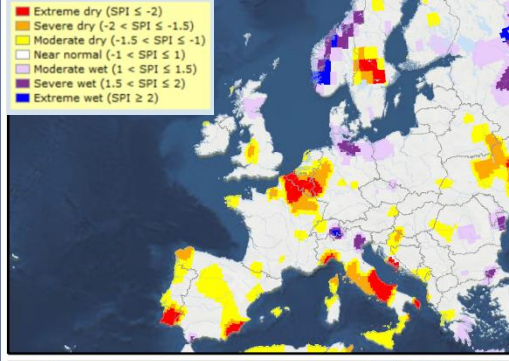 Extreme dry (SPI ≤ -2)
Severe dry (-2 < SPI ≤ -1.5)
Moderate dry (-1.5 < SPI ≤ -1)
Near normal (-1 < SPI ≤ 1)
Moderate wet (1 < SPI ≤ 1.5)
Severe wet (1.5 < SPI ≤ 2)
Extreme wet (SPI ≥ 2)